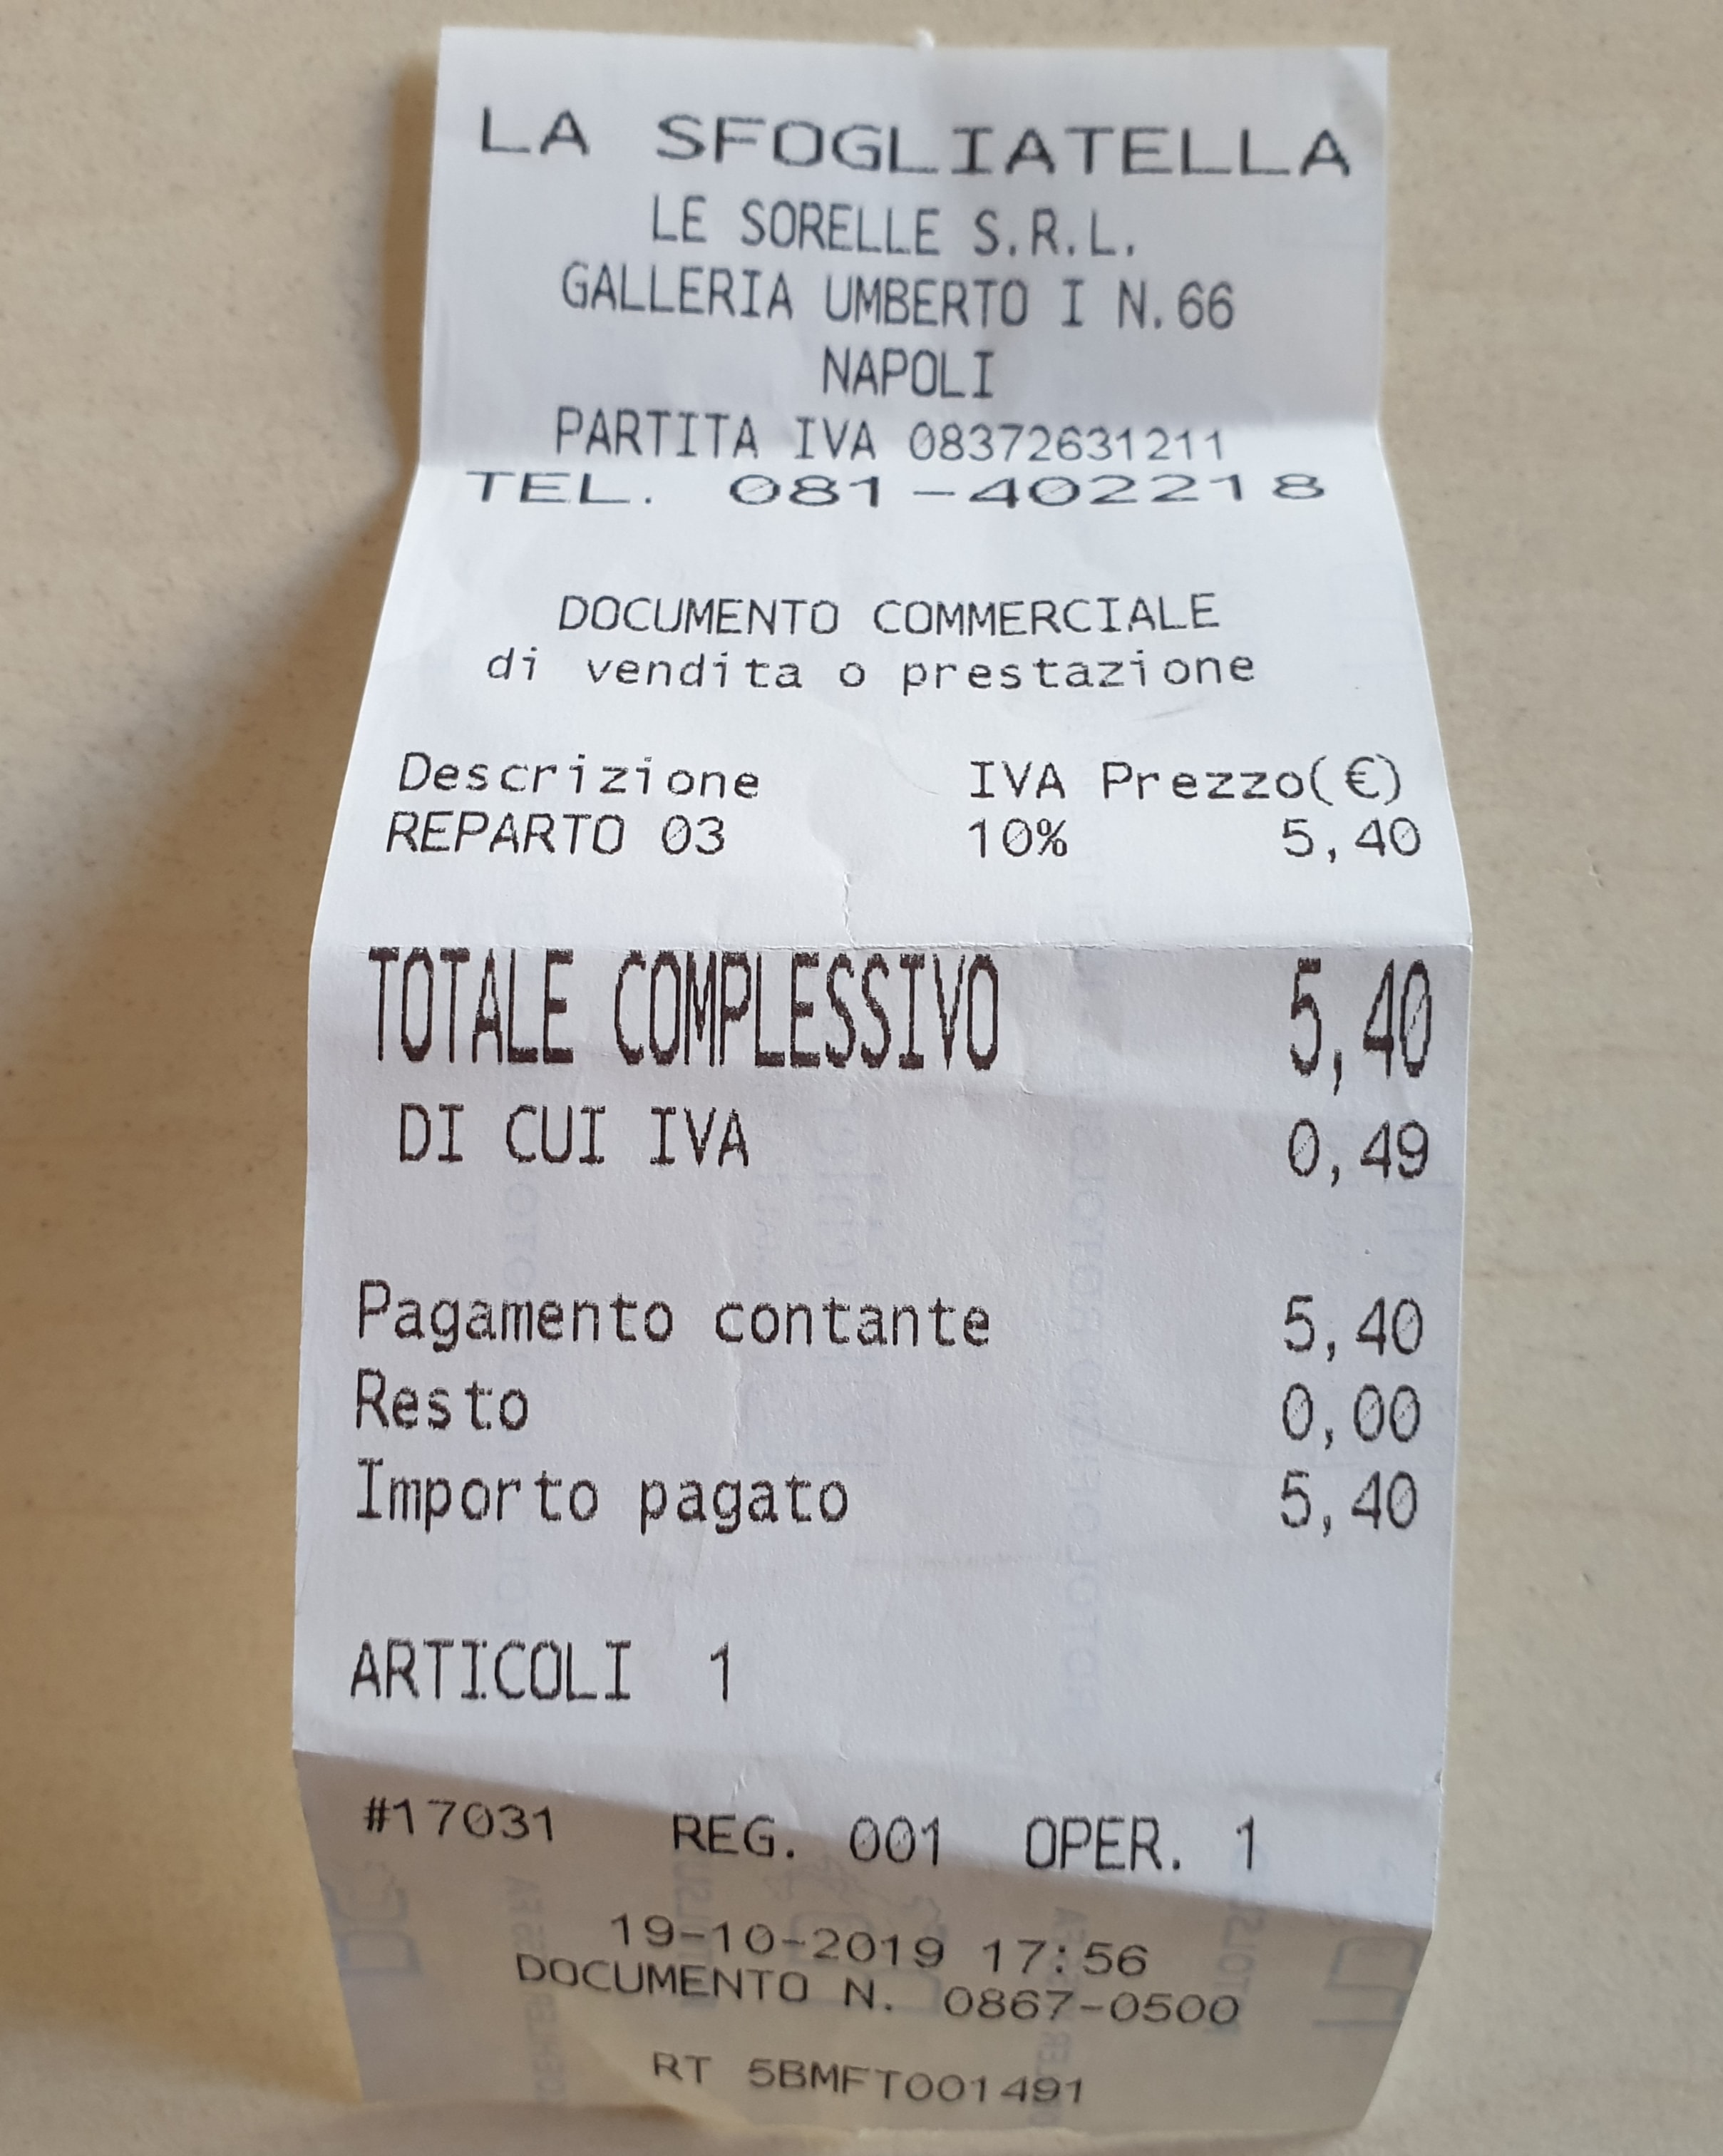 LA SFOGLIATELLA
LE SORELLE S.R.L.
GALLERIA UMBERTO I N.66
NAPOLI
PARTITA IVA 08372631211
TEL. 081-402218
DOCUMENTO COMMERCIALE
di vendita o prestazione
Descrizione IVA Prezzo(€)
REPARTO 03 10% 5,40
TOTALE COMPLESSIVO 5,40
DI CUI IVA 0,49
Pagamento contante 5,40
Resto 0,00
Importo pagato 5,40
ARTICOLI 1
#17031 REG. 001 OPER. 1
19-10-2019 17:56
DOCUMENTO N. 0867-0500
RT 5BMFT001491